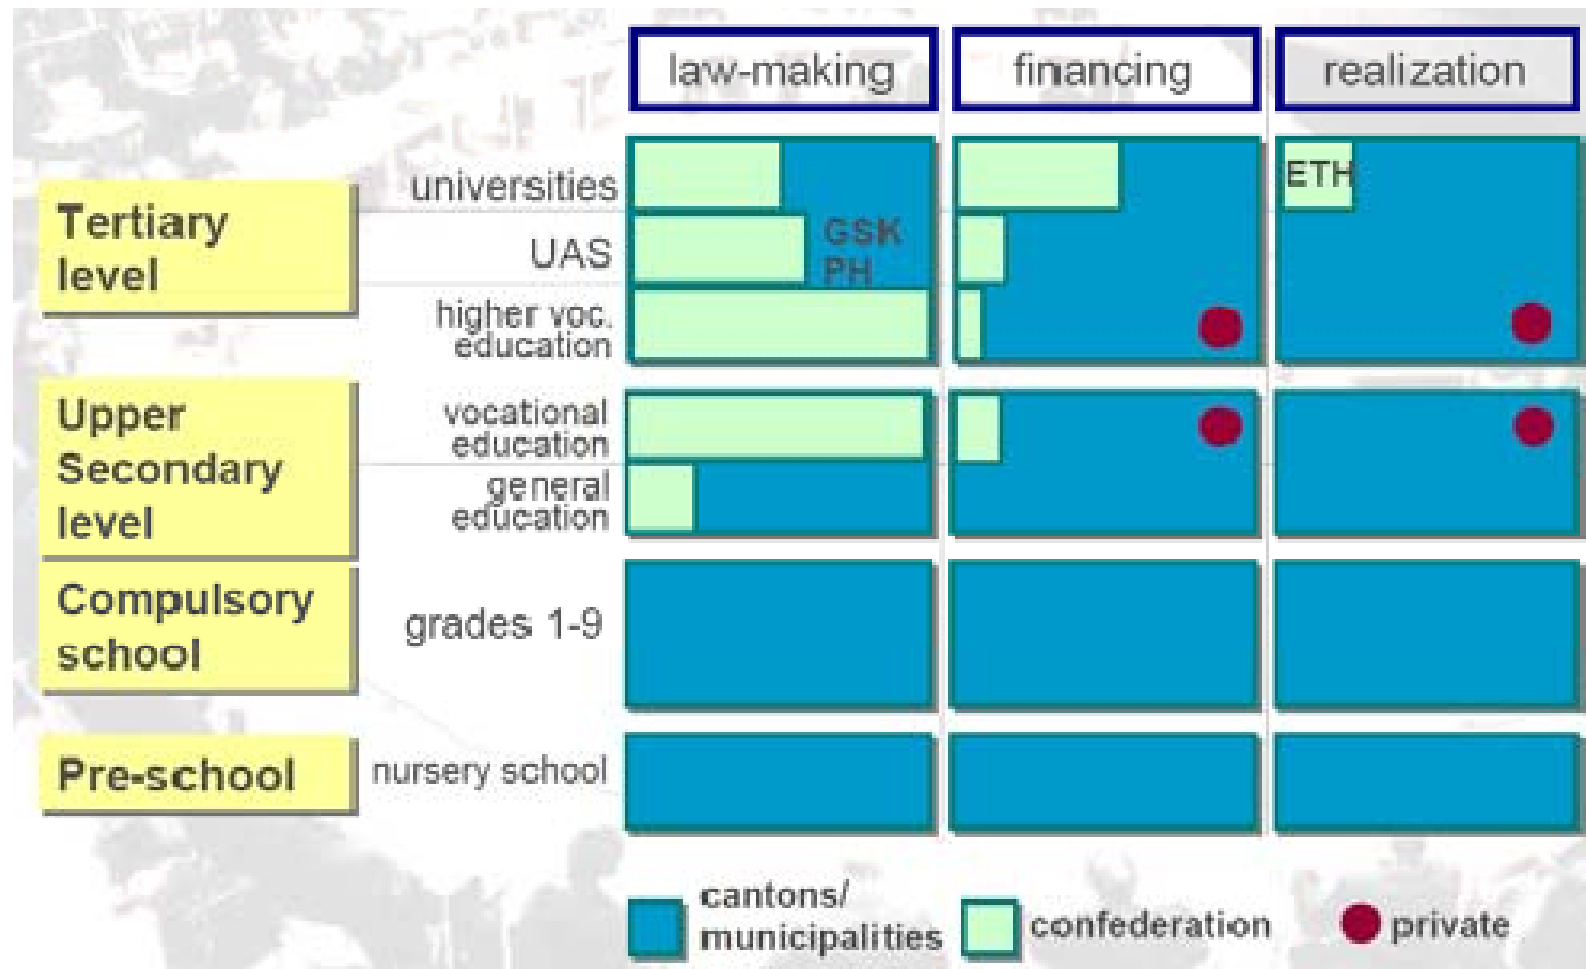 law-making
financing
realization
Tertiary
level
universities
ETH
UAS
GSK
PH
higher voc.
education
Upper
Secondary
level
vocational
education
general
education
Compulsory
school
grades 1-9
Pre-school
nursery school
cantons/
municipalities
confederation
private